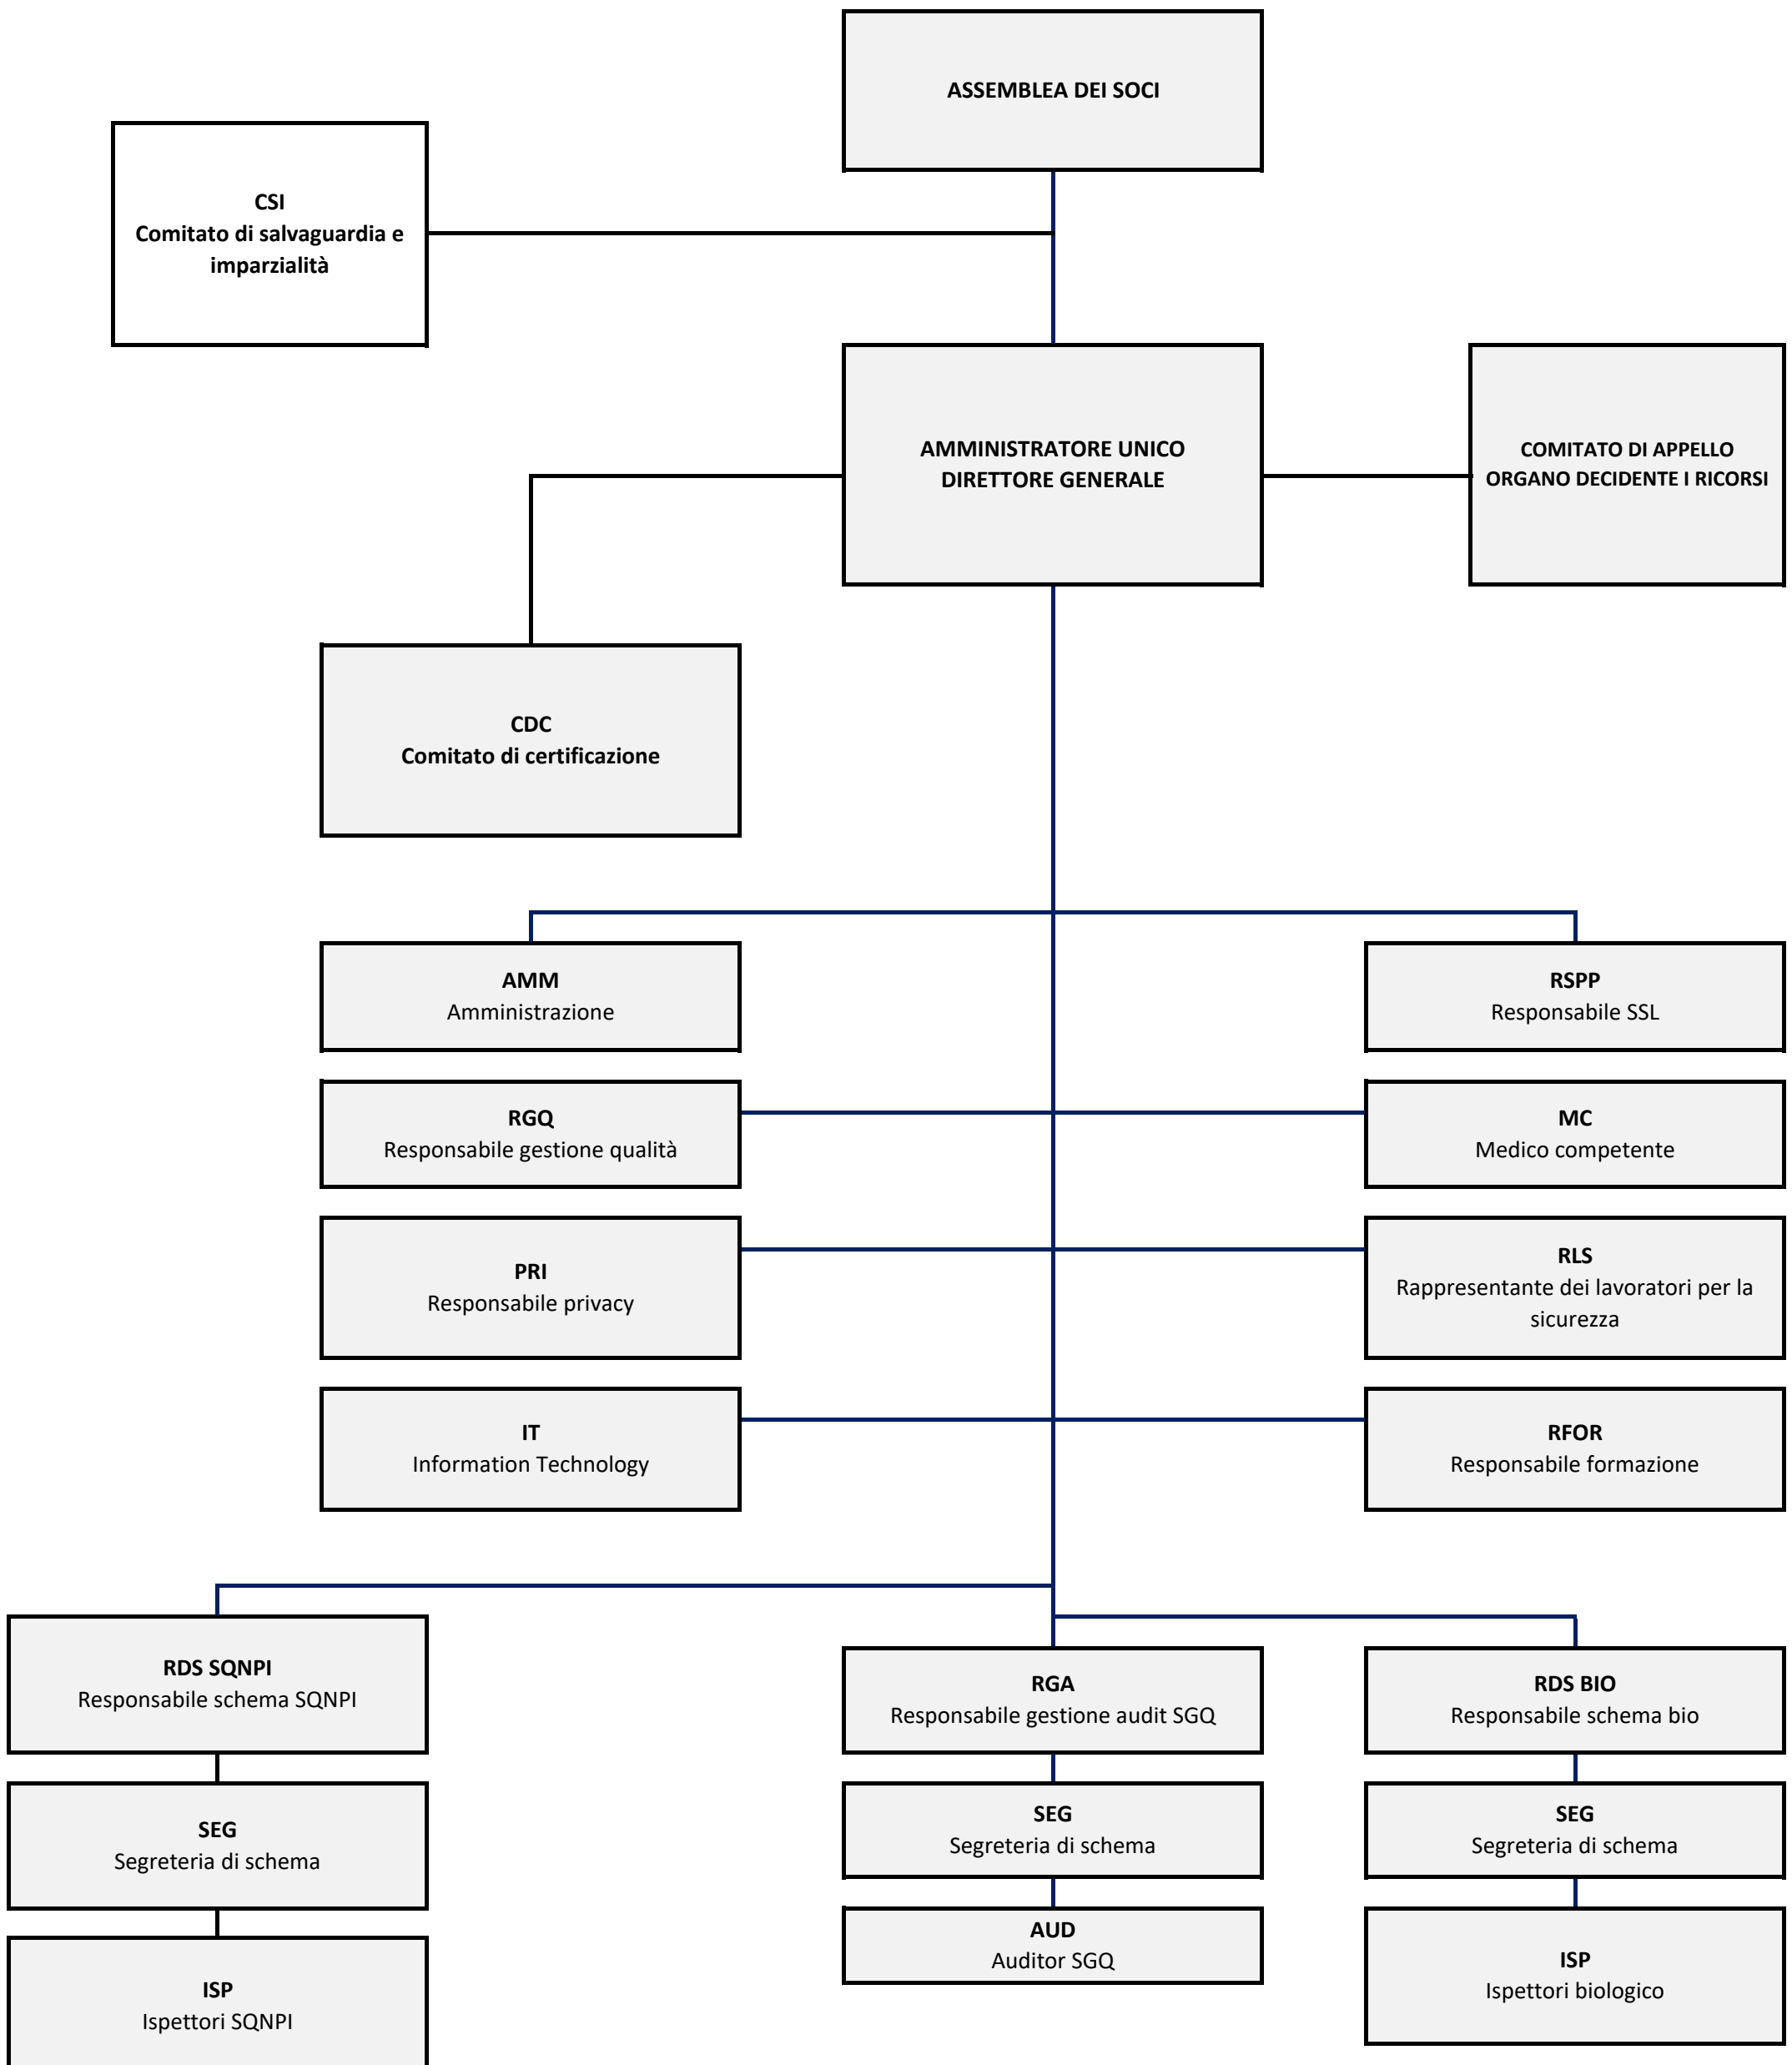 ASSEMBLEA DEI SOCI
CSI
Comitato di salvaguardia e
imparzialità
AMMINISTRATORE UNICO
DIRETTORE GENERALE
COMITATO DI APPELLO
ORGANO DECIDENTE I RICORSI
CDC
Comitato di certificazione
AMM
Amministrazione
RSPP
Responsabile SSL
RGQ
Responsabile gestione qualità
MC
Medico competente
PRI
Responsabile privacy
RLS
Rappresentante dei lavoratori per la
sicurezza
IT
Information Technology
RFOR
Responsabile formazione
RDS SQNPI
Responsabile schema SQNPI
RGA
Responsabile gestione audit SGQ
RDS BIO
Responsabile schema bio
SEG
Segreteria di schema
SEG
Segreteria di schema
SEG
Segreteria di schema
ISP
Ispettori SQNPI
AUD
Auditor SGQ
ISP
Ispettori biologico